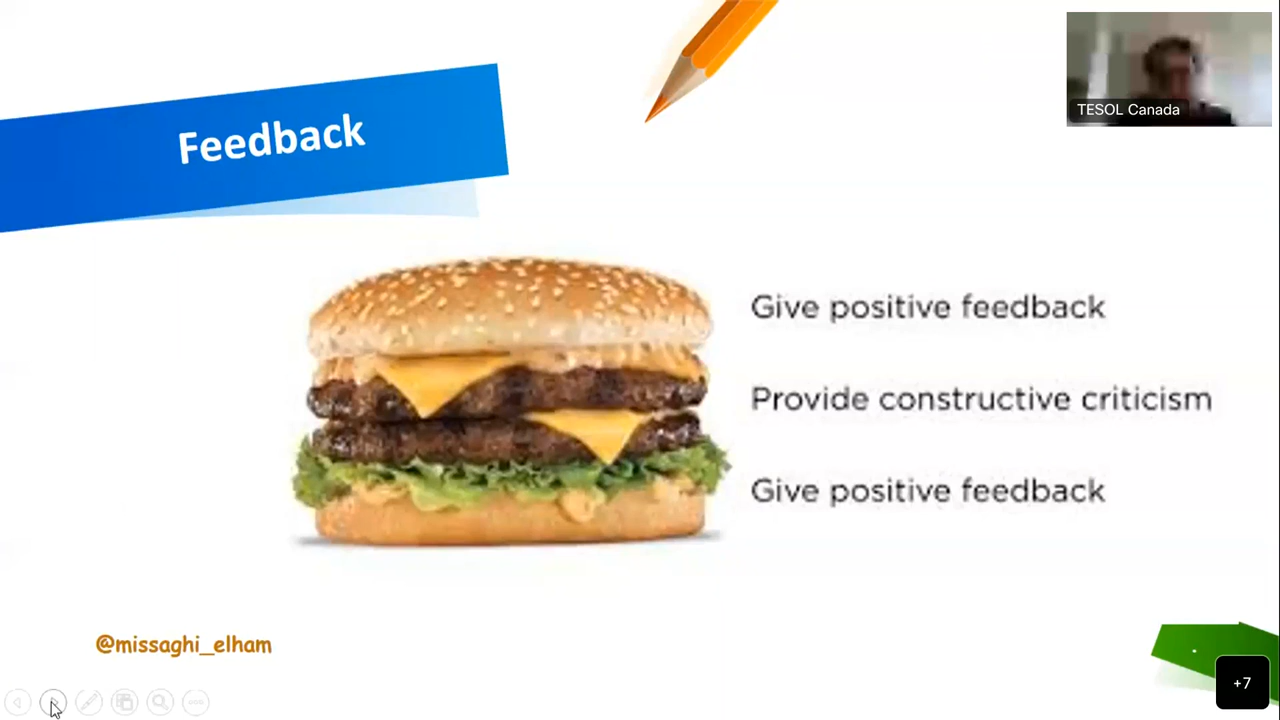 TESOL Canada
Feedback
Give positive feedback
Provide constructive criticism
Give positive feedback
@missaghi_elham
+7